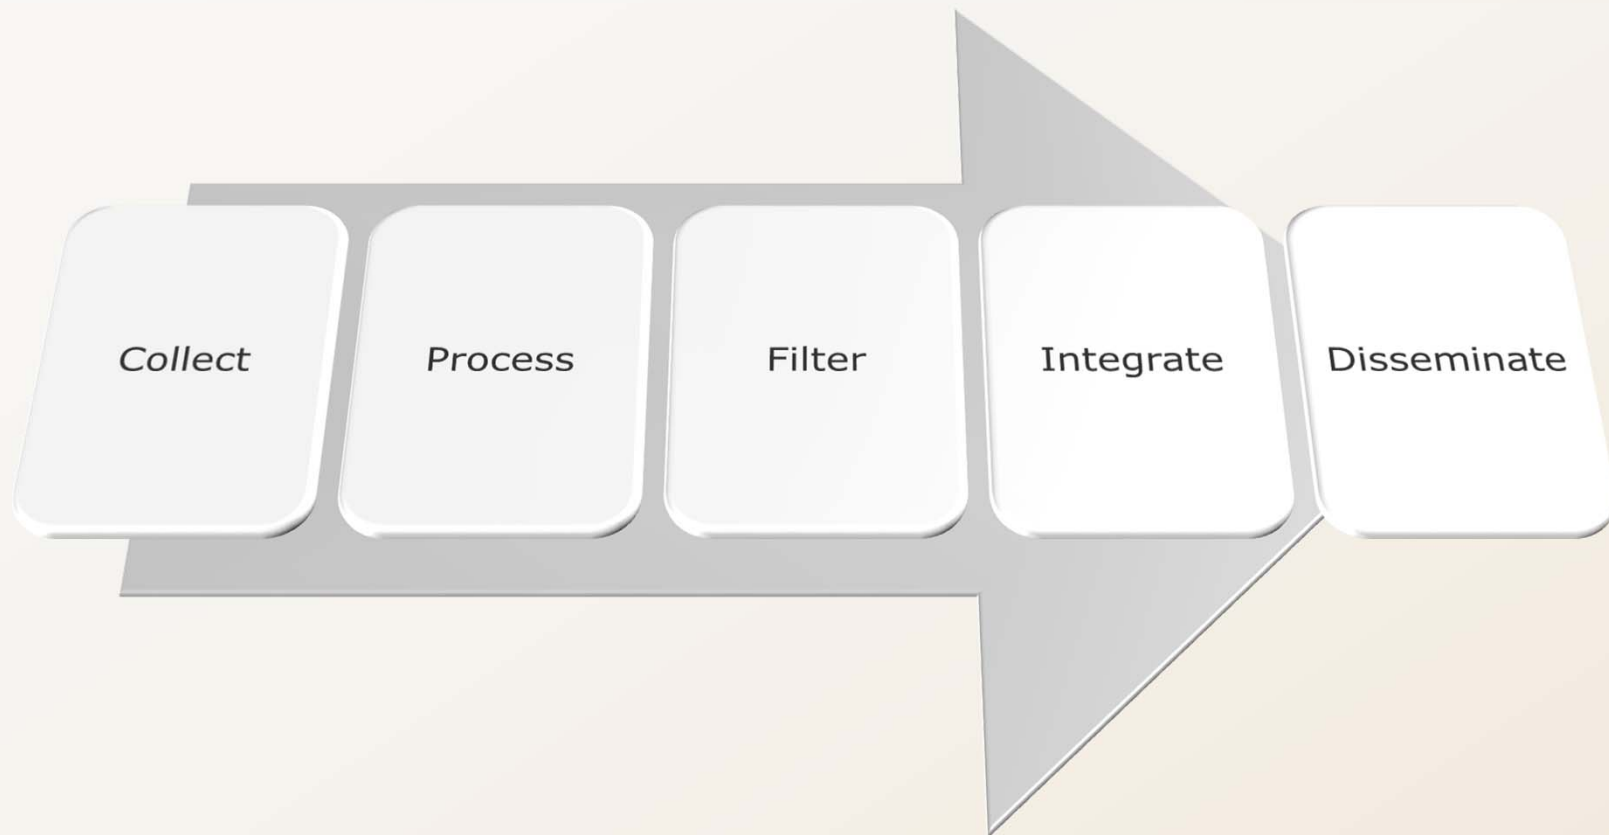 Collect
Process
Filter
Integrate
Disseminate